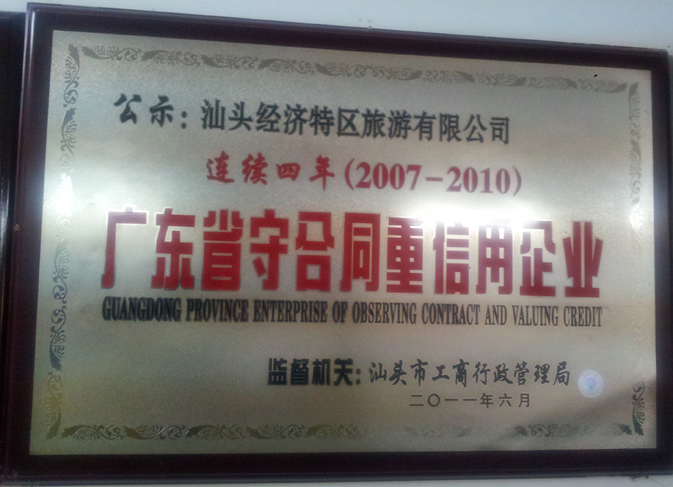 公示：汕头经济特区旅游有限公司
连续四年(2007-2010)
广东省守合同重信用企业
GUANGDONG PROVINCE ENTERPRISE OF OBSERVING CONTRACT AND VALUING CREDIT
监督机关：汕头市工商行政管理局
二〇一一年六月